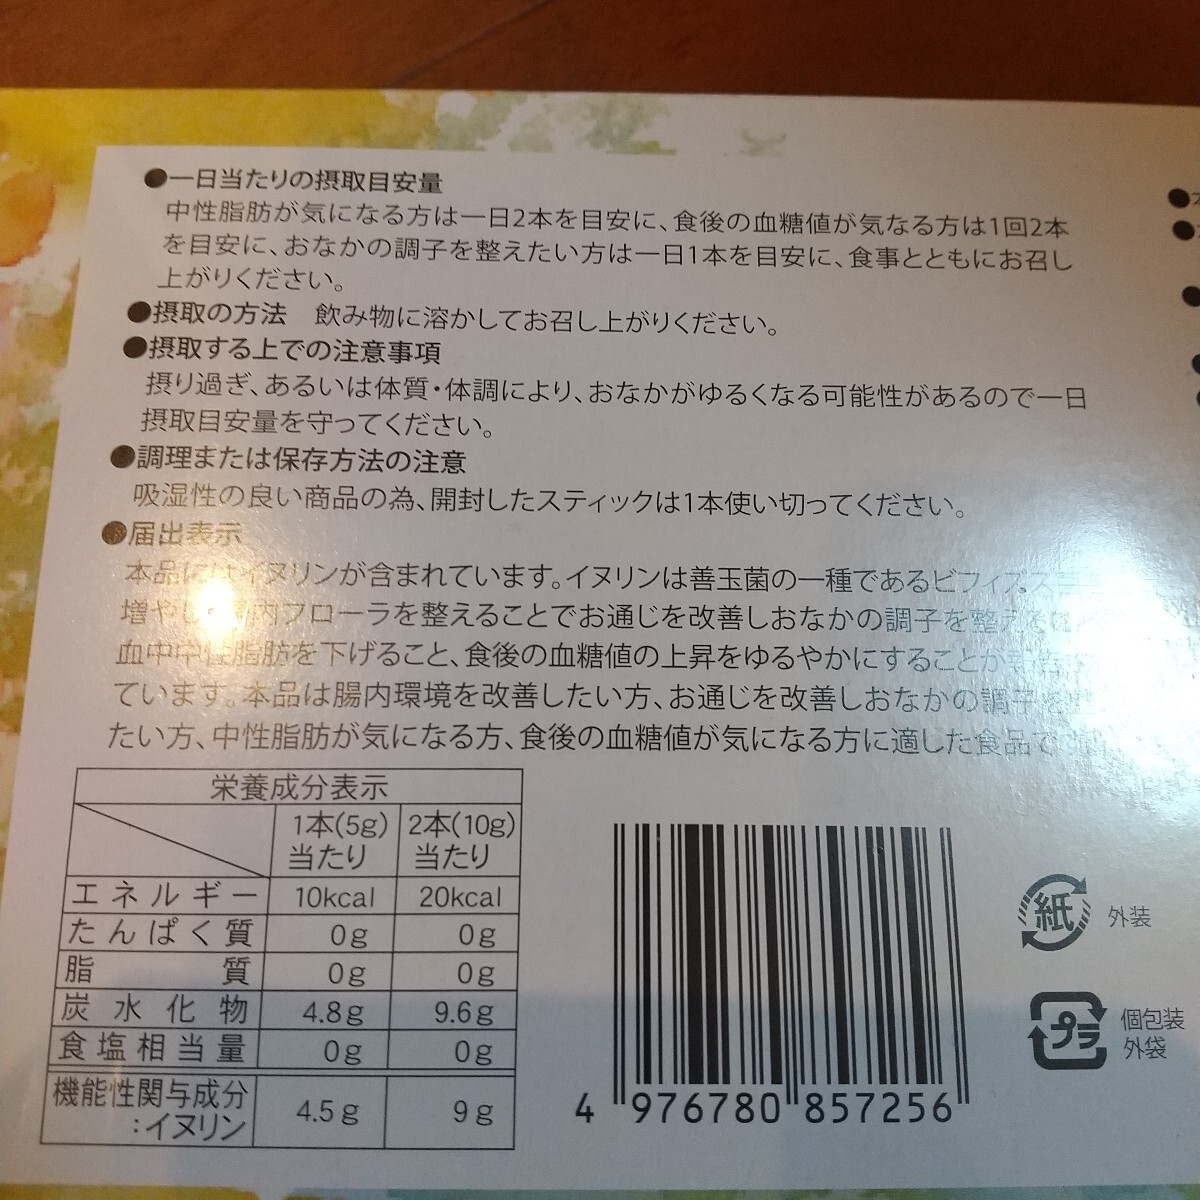 ●一日当たりの摂取目安量
中性脂肪が気になる方は一日2本を目安に、食後の血糖値が気なる方は1回2本
を目安に、おなかの調子を整えたい方は一日1本を目安に、食事とともにお召し
上がりください。
●摂取の方法　飲み物に溶かしてお召し上がりください。
●摂取する上での注意事項
摂り過ぎ、あるいは体質・体調により、おなかがゆるくなる可能性があるので一日
摂取目安量を守ってください。
●調理または保存方法の注意
吸湿性の良い商品の為、開封したスティックは1本使い切ってください。
●届出表示
本品にはイヌリンが含まれています。イヌリンは善玉菌の一種であるビフィズス
増やし 内フローラを整えることでお通じを改善しおなかの調子を整え
血中中性脂肪を下げること、食後の血糖値の上昇をゆるやかにすることが
ています。本品は腸内環境を改善したい方、お通じを改善しおなかの調子を
たい方、中性脂肪が気になる方、食後の血糖値が気になる方に適した食品です
栄養成分表示
1本(5g)当たり 2本(10g)当たり
エネルギー 10kcal 20kcal
たんぱく質 0g 0g
脂質 0g 0g
炭水化物 4.8g 9.6g
食塩相当量 0g 0g
機能性関与成分:イヌリン 4.5g 9g
4 976780 857256
紙 外装
プラ 個包装
外袋